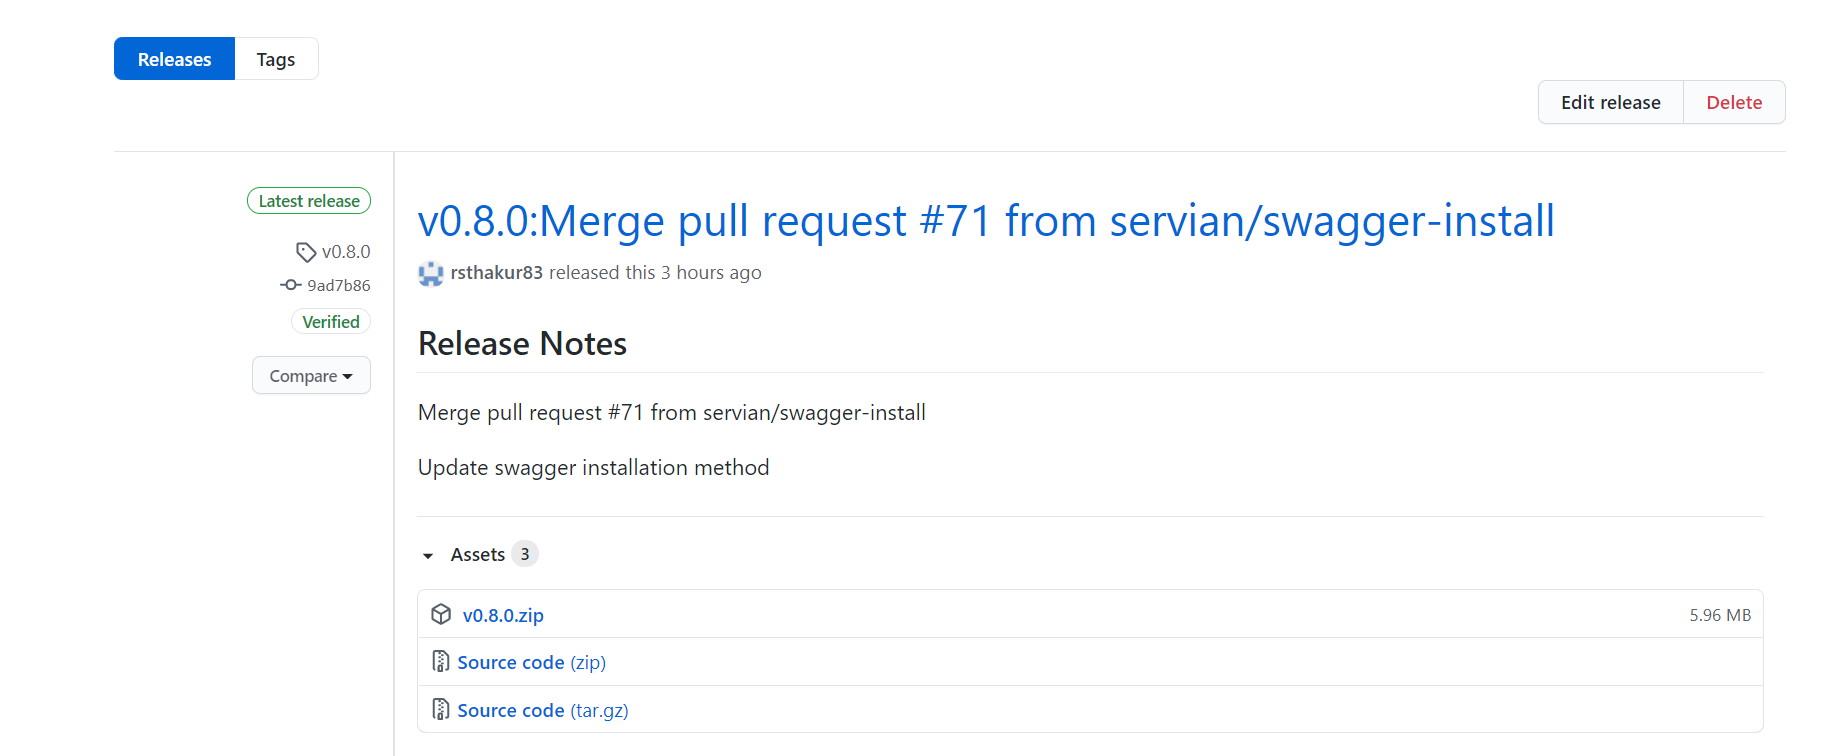 Releases Tags
Edit release Delete
Latest release
v0.8.0
9ad7b86
Verified
Compare
v0.8.0:Merge pull request #71 from servian/swagger-install
rsthakur83 released this 3 hours ago
Release Notes
Merge pull request #71 from servian/swagger-install
Update swagger installation method
Assets 3
v0.8.0.zip 5.96 MB
Source code (zip)
Source code (tar.gz)